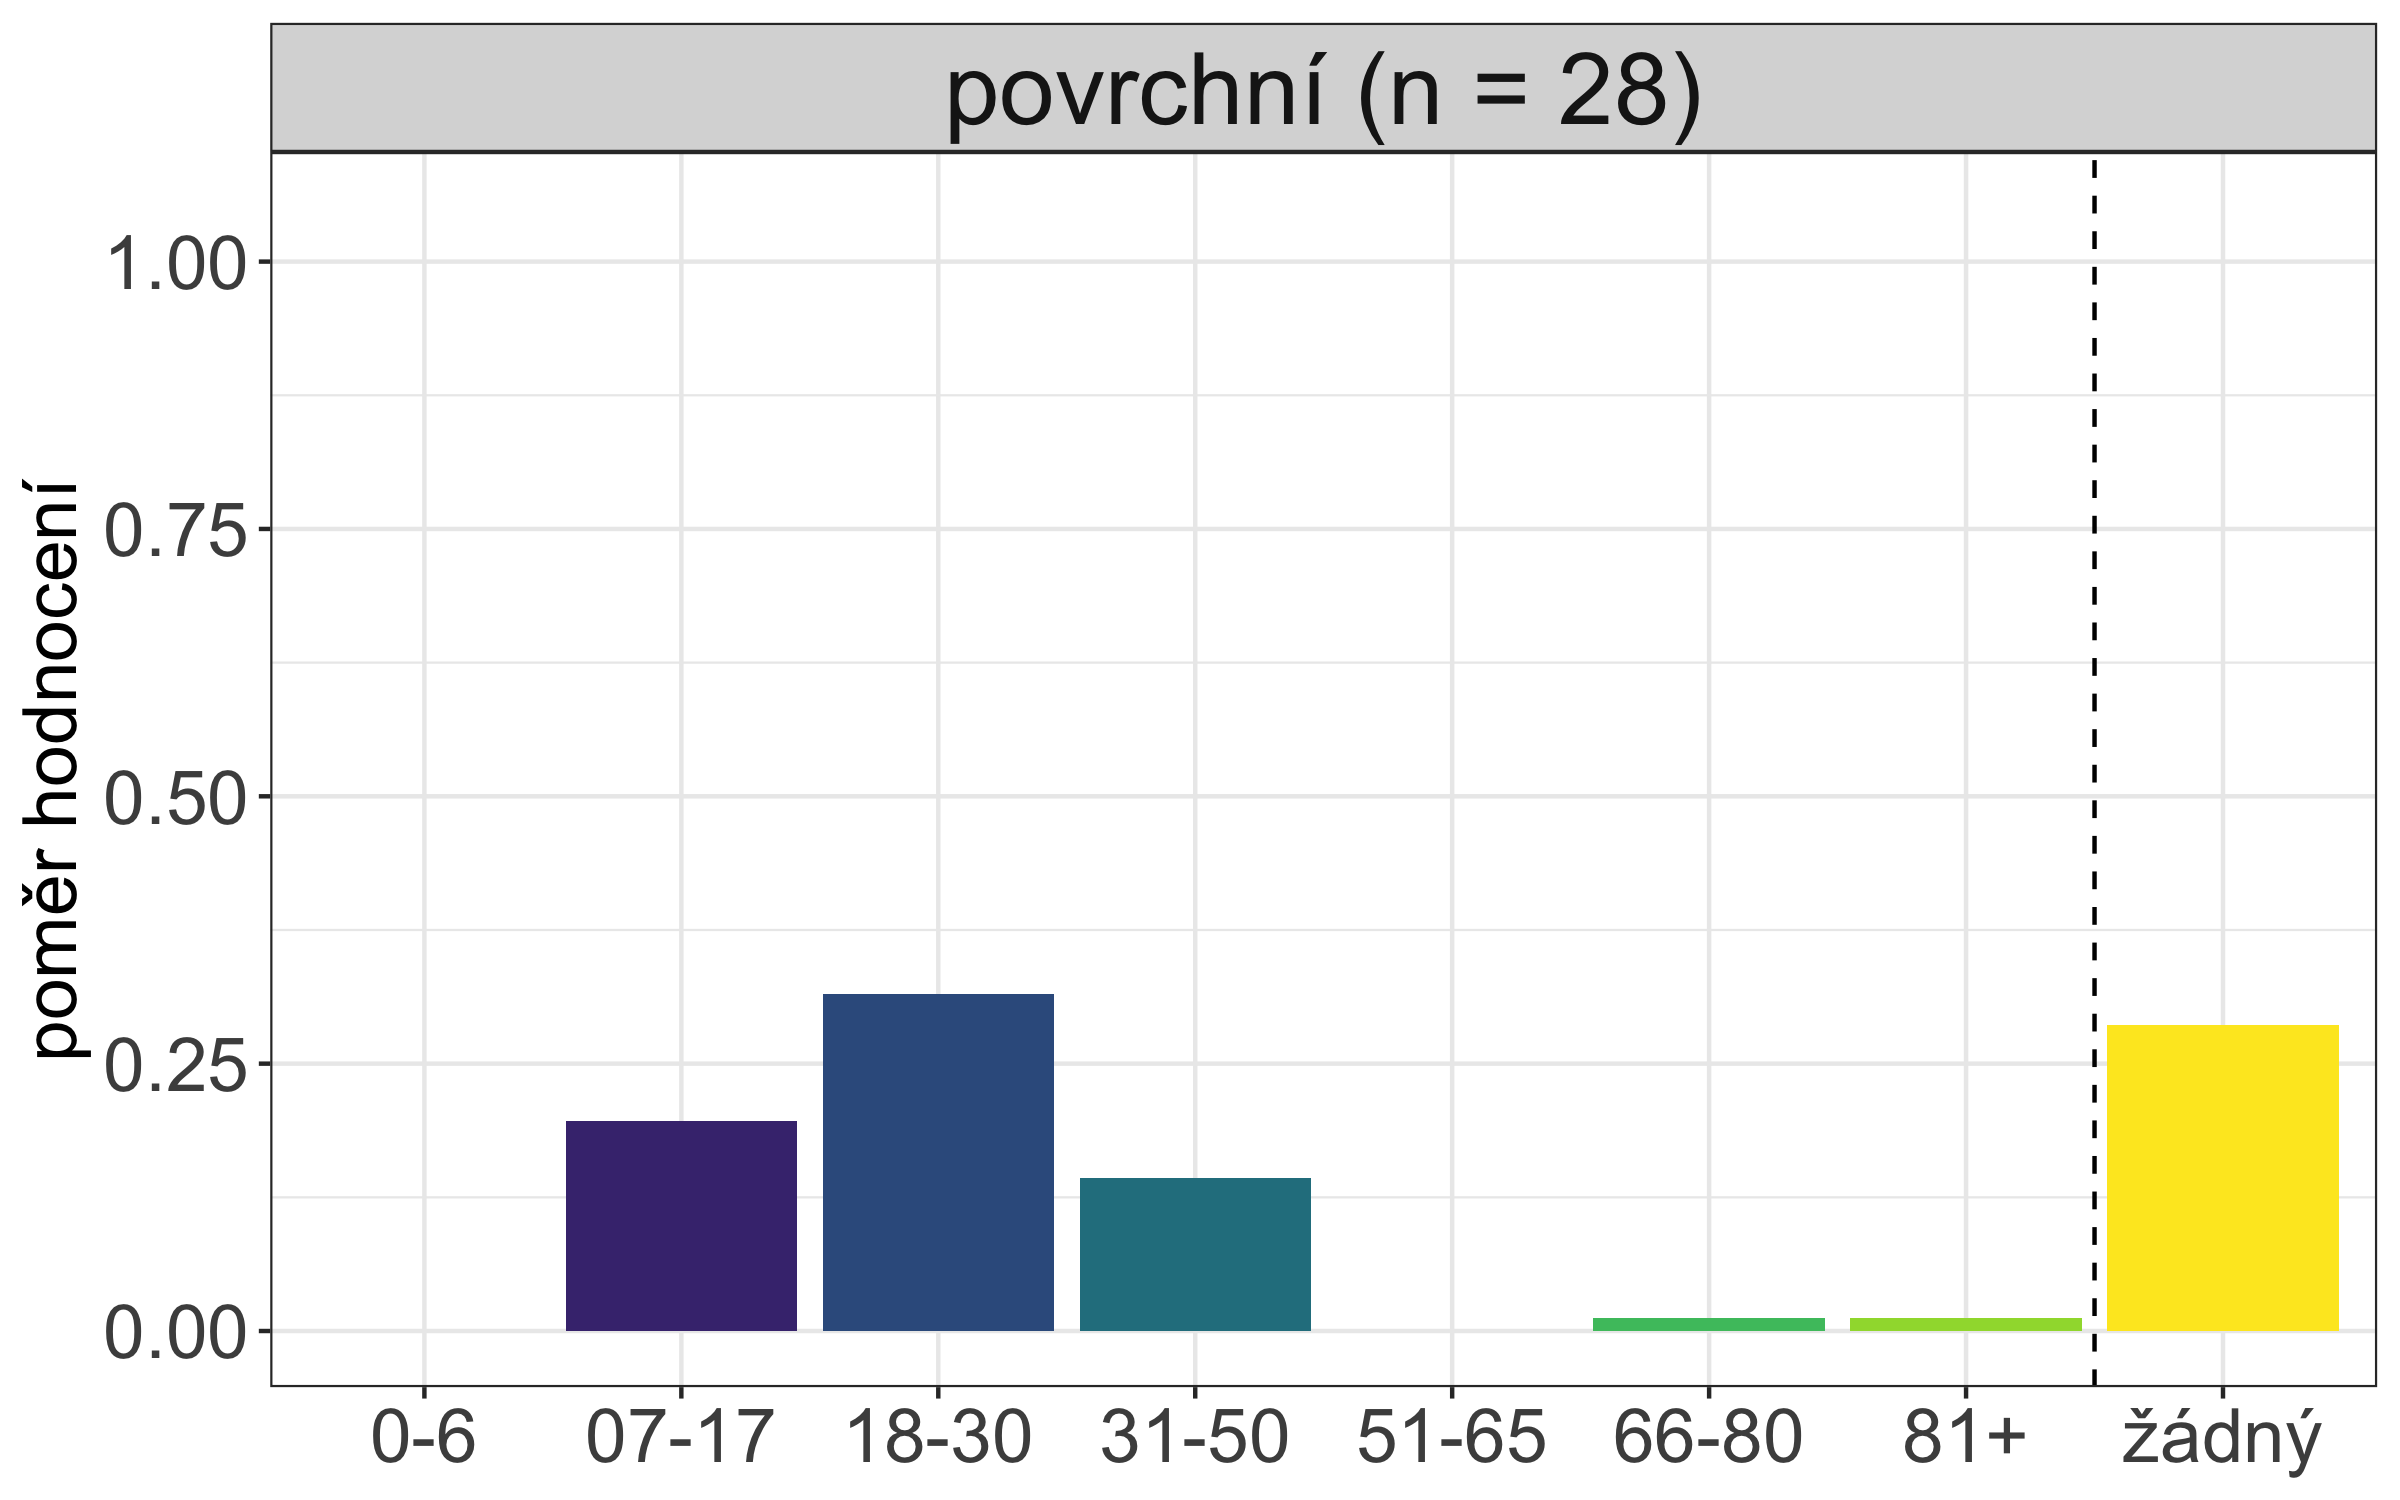 povrchní (n = 28)
poměr hodnocení
1.00
0.75
0.50
0.25
0.00
0-6 07-17 18-30 31-50 51-65 66-80 81+ žádný